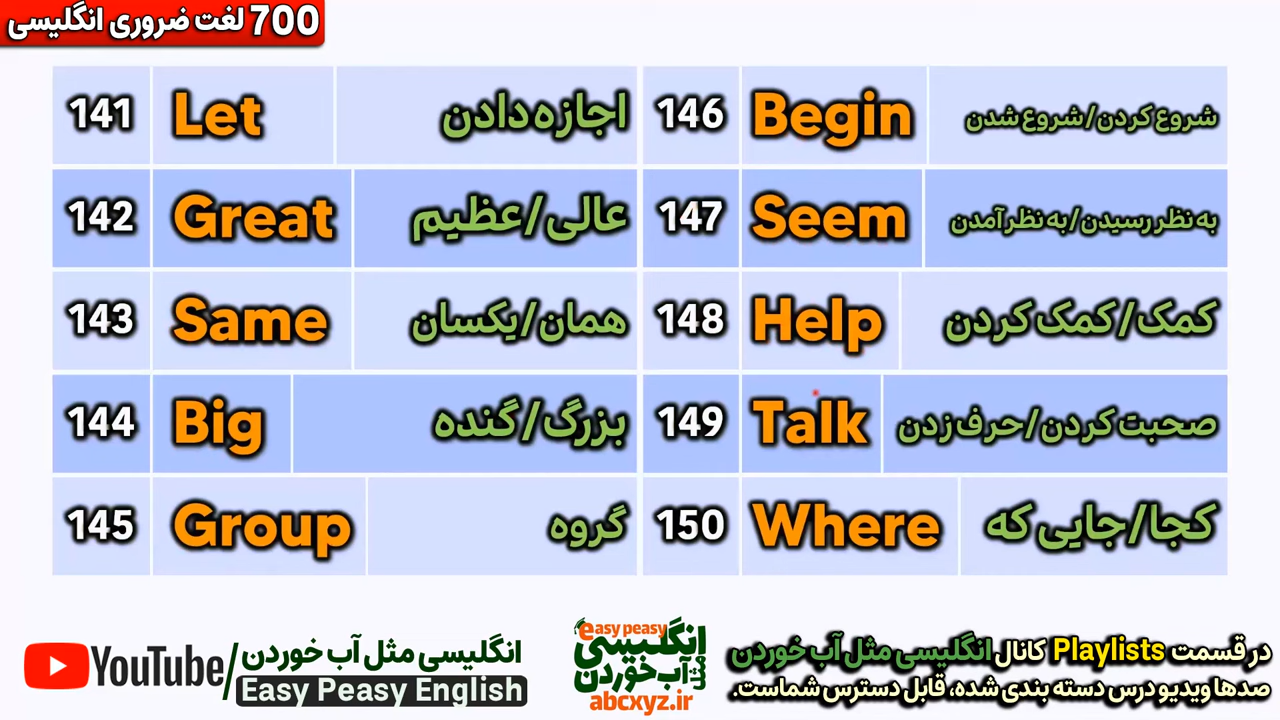 700 لغت ضروری انگلیسی
141 Let اجازه دادن
142 Great عالی/عظیم
143 Same همان/یکسان
144 Big بزرگ/گنده
145 Group گروه
146 Begin شروع کردن/شروع شدن
147 Seem به نظر رسیدن/به نظر آمدن
148 Help کمک/کمک کردن
149 Talk صحبت کردن/حرف زدن
150 Where کجا/جایی که
YouTube/انگلیسی مثل آب خوردن
Easy Peasy English
easy peasy
انگلیسی
مثل آب خوردن
abcxyz.ir
در قسمت Playlists کانال انگلیسی مثل آب خوردن
صدها ویدیو درس دسته بندی شده، قابل دسترس شماست.